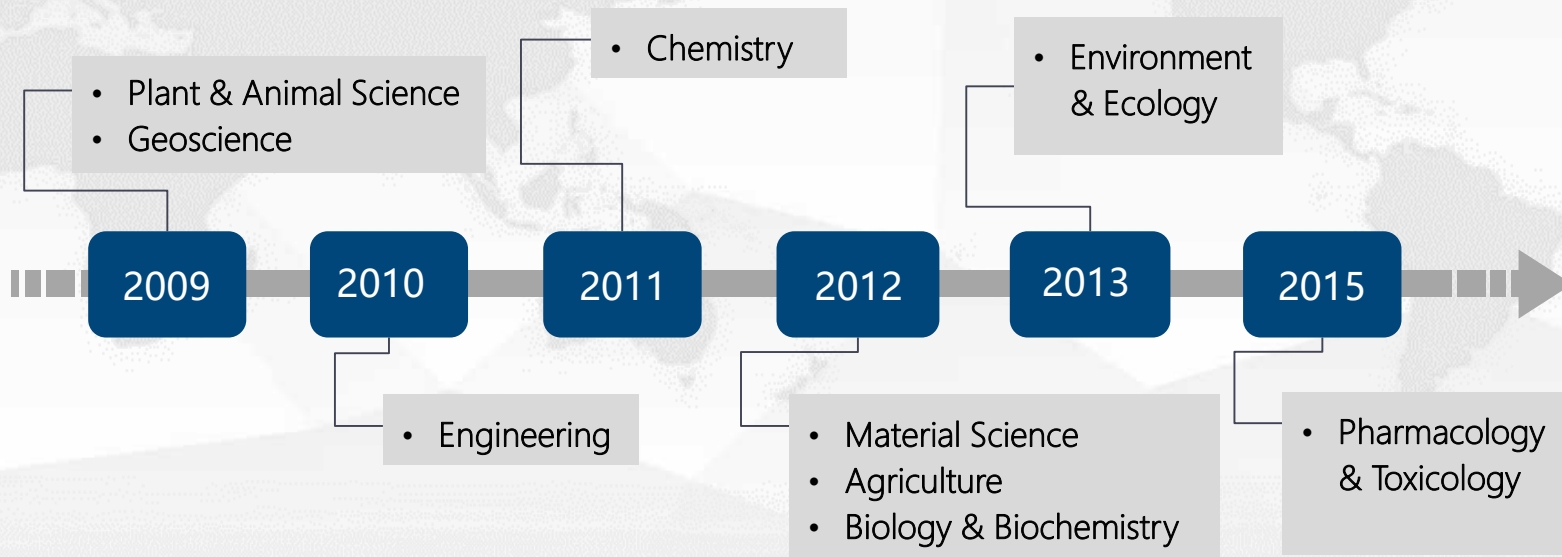 • Chemistry
• Environment
& Ecology
• Plant & Animal Science
• Geoscience
2009
2010
2011
2012
2013
2015
• Engineering
• Material Science
• Agriculture
• Biology & Biochemistry
• Pharmacology
& Toxicology